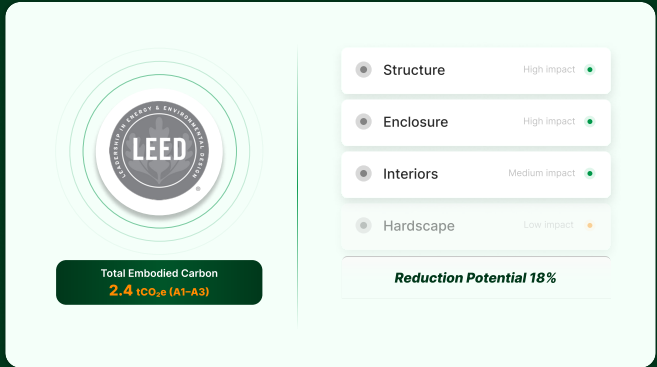 LEADERSHIP IN ENERGY & ENVIRONMENTAL DESIGN
LEED
Total Embodied Carbon
2.4 tCO₂e (A1–A3)
Structure High impact
Enclosure High impact
Interiors Medium impact
Hardscape Low impact
Reduction Potential 18%